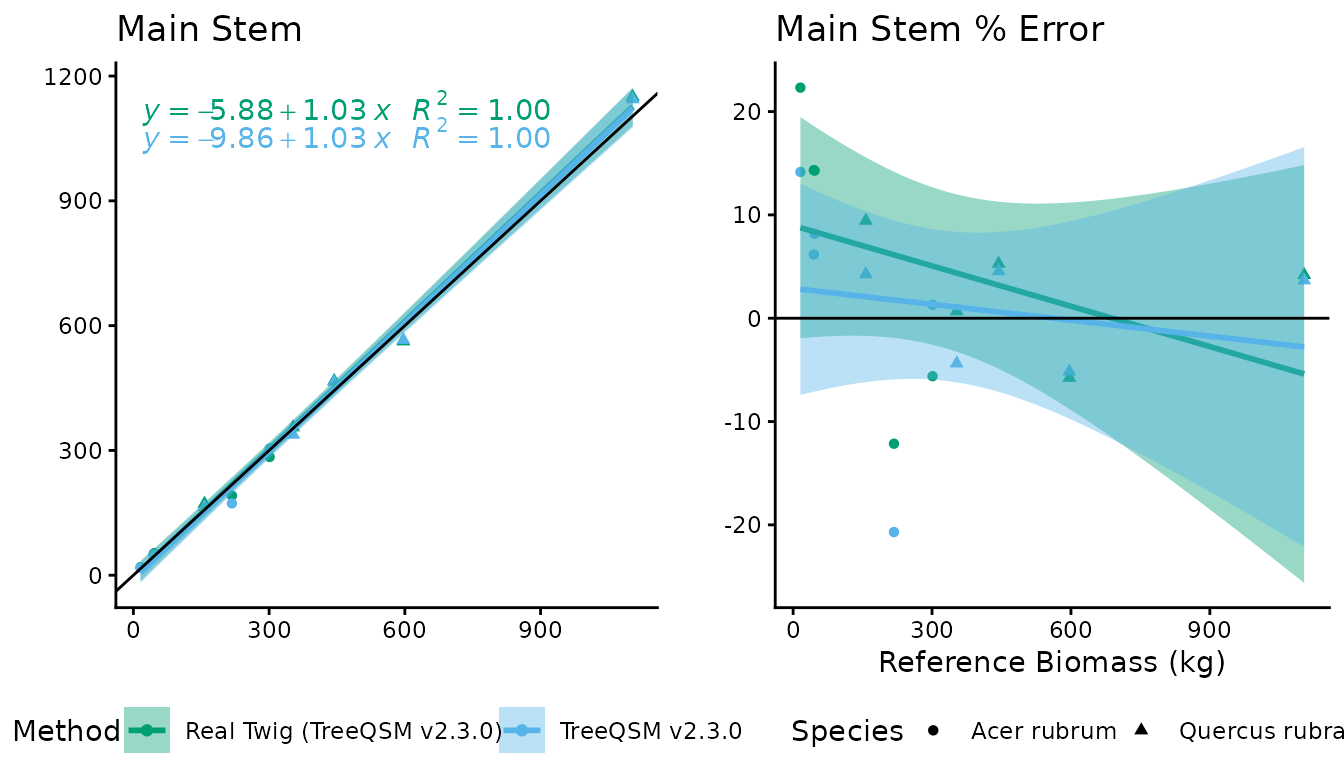 Main Stem
1200
900
600
300
0
y = −5.88 + 1.03 x R² = 1.00
y = −9.86 + 1.03 x R² = 1.00
0 300 600 900
Main Stem % Error
20
10
0
-10
-20
0 300 600 900
Reference Biomass (kg)
Method Real Twig (TreeQSM v2.3.0) TreeQSM v2.3.0 Species Acer rubrum Quercus rubra